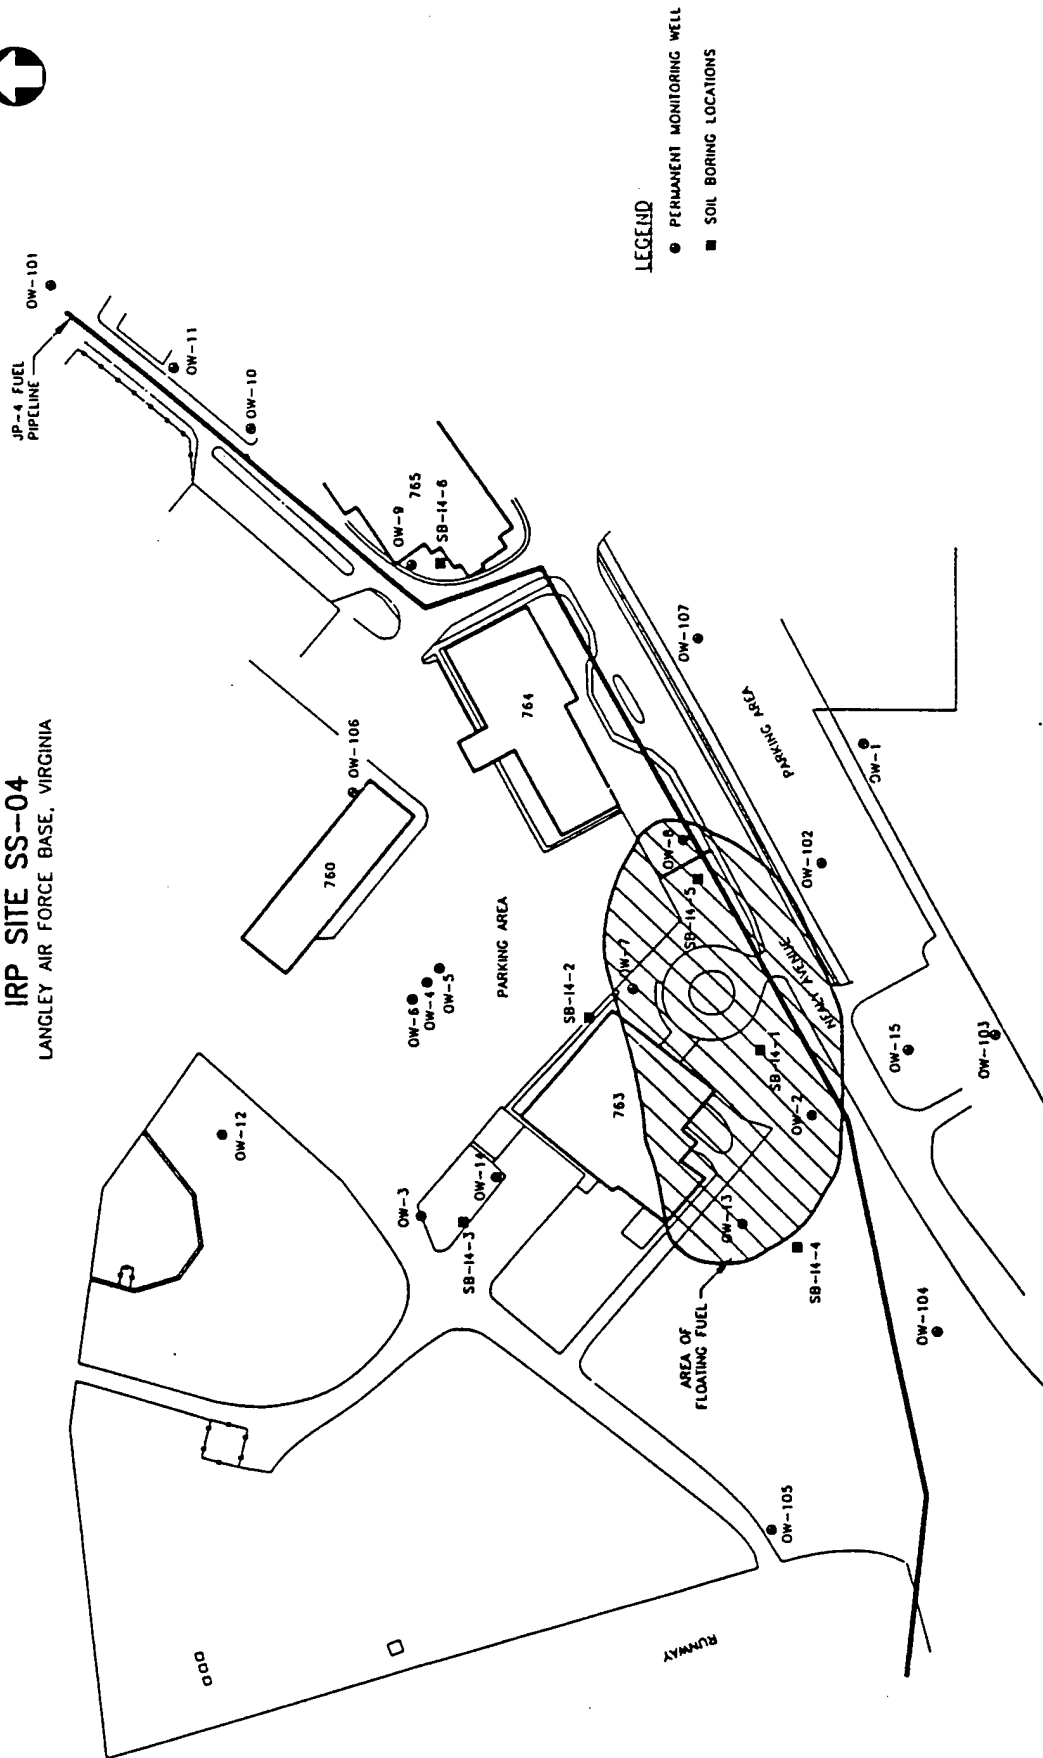 IRP SITE SS-04
LANGLEY AIR FORCE BASE, VIRGINIA
JP-4 FUEL
PIPELINE
OW-101
OW-11
OW-10
OW-9
765
SB-14-6
764
OW-106
760
OW-107
PARKING AREA
OW-1
OW-102
PARKING AREA
OW-6
OW-4
OW-5
SB-14-2
OW-7
OW-8
SB-14-5
NEALY AVENUE
SB-14-1
OW-2
OW-15
OW-103
763
OW-12
OW-3
OW-14
SB-14-3
OW-13
SB-14-4
AREA OF
FLOATING FUEL
OW-104
OW-105
RUNWAY
LEGEND
PERMANENT MONITORING WELL
SOIL BORING LOCATIONS